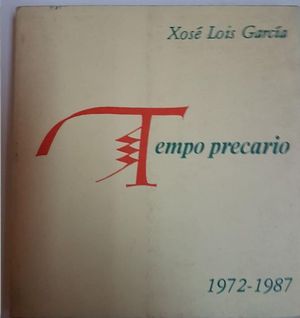 Xosé Lois García
Tempo precario
1972-1987